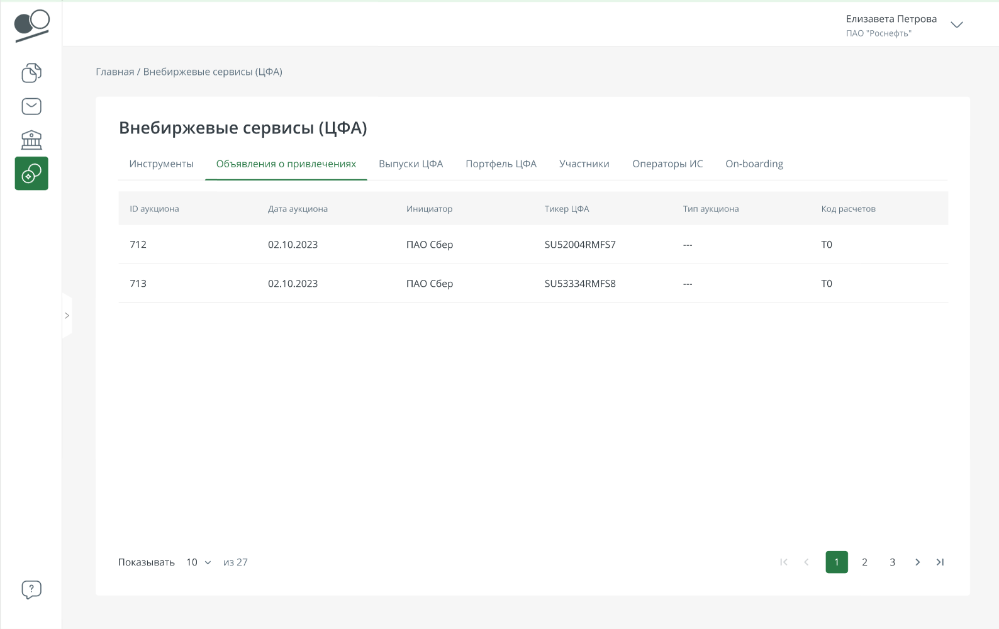 Елизавета Петрова
ПАО "Роснефть"
Главная / Внебиржевые сервисы (ЦФА)
Внебиржевые сервисы (ЦФА)
Инструменты Объявления о привлечениях Выпуски ЦФА Портфель ЦФА Участники Операторы ИС On-boarding
ID аукциона Дата аукциона Инициатор Тикер ЦФА Тип аукциона Код расчетов
712 02.10.2023 ПАО Сбер SU52004RMFS7 --- T0
713 02.10.2023 ПАО Сбер SU53334RMFS8 --- T0
Показывать 10 из 27 1 2 3